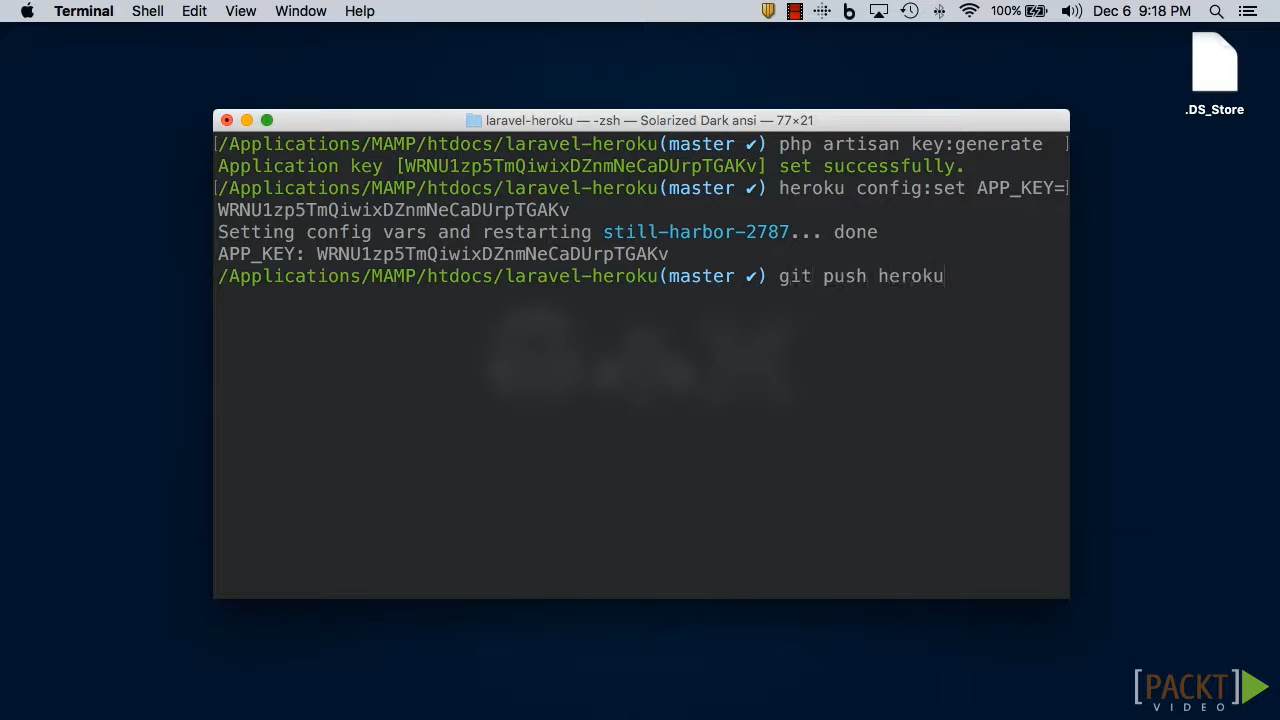 Terminal Shell Edit View Window Help 100% Dec 6 9:18 PM
.DS_Store
laravel-heroku — -zsh — Solarized Dark ansi — 77×21
[/Applications/MAMP/htdocs/laravel-heroku(master ✔) php artisan key:generate ]
Application key [WRNU1zp5TmQiwixDZnmNeCaDUrpTGAKv] set successfully.
[/Applications/MAMP/htdocs/laravel-heroku(master ✔) heroku config:set APP_KEY=]
WRNU1zp5TmQiwixDZnmNeCaDUrpTGAKv
Setting config vars and restarting still-harbor-2787... done
APP_KEY: WRNU1zp5TmQiwixDZnmNeCaDUrpTGAKv
/Applications/MAMP/htdocs/laravel-heroku(master ✔) git push heroku
[PACKT]
VIDEO